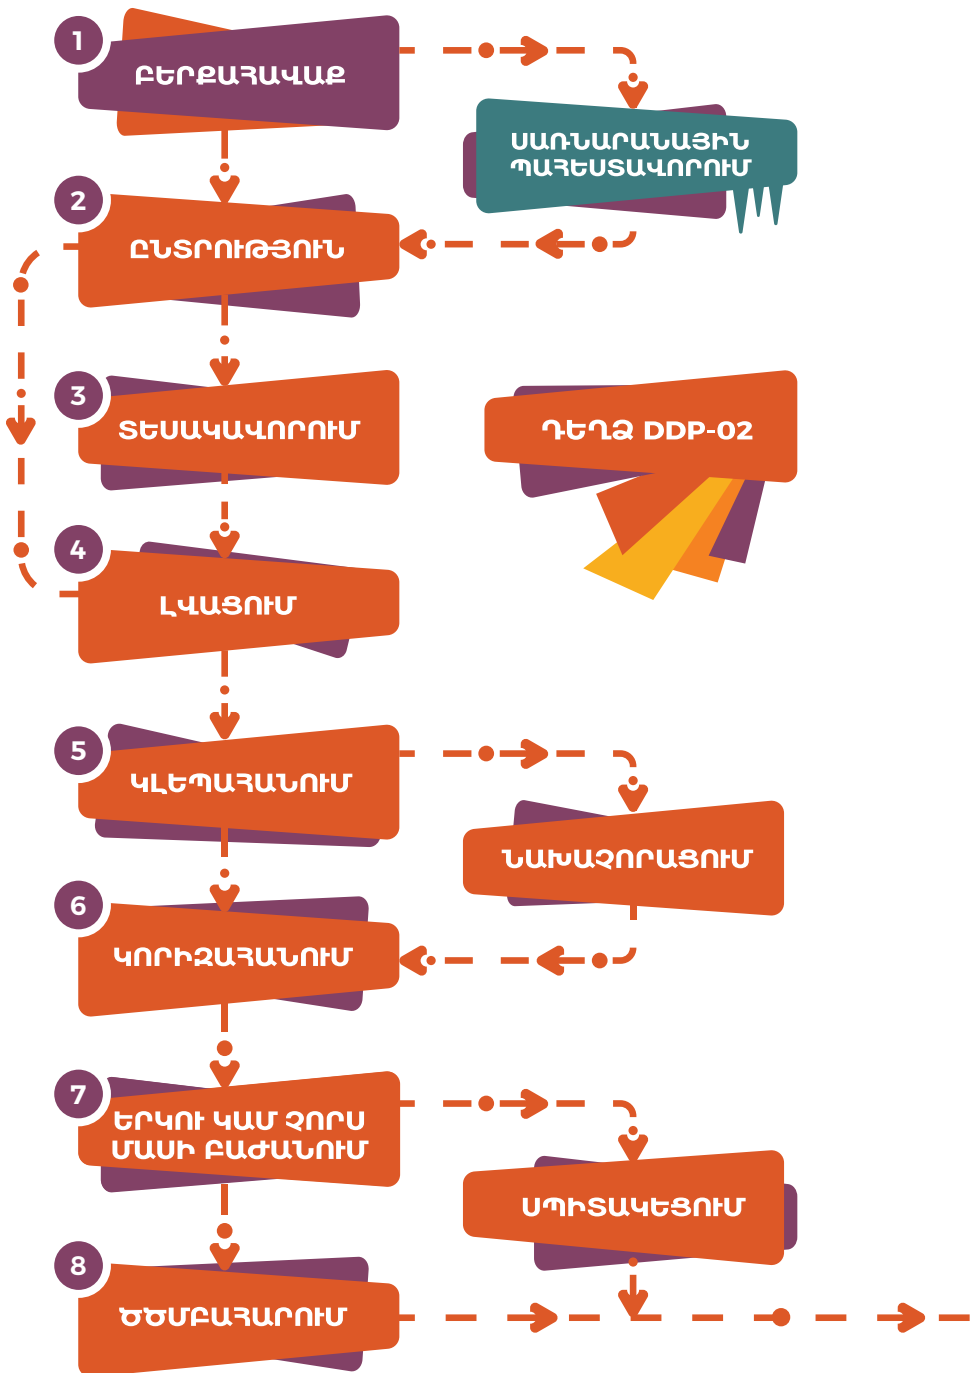 1
ԲԵՐՔԱՀԱՎԱՔ
ՍԱՌՆԱՐԱՆԱՅԻՆ
ՊԱՀԵՍՏԱՎՈՐՈՒՄ
2
ԸՆՏՐՈՒԹՅՈՒՆ
3
ՏԵՍԱԿԱՎՈՐՈՒՄ
ԴԵՂՁ DDP-02
4
ԼՎԱՑՈՒՄ
5
ԿԼԵՊԱՀԱՆՈՒՄ
ՆԱԽԱՉՈՐԱՑՈՒՄ
6
ԿՈՐԻԶԱՀԱՆՈՒՄ
7
ԵՐԿՈՒ ԿԱՄ ՉՈՐՍ
ՄԱՍԻ ԲԱԺԱՆՈՒՄ
ՍՊԻՏԱԿԵՑՈՒՄ
8
ԾԾՄԲԱՀԱՐՈՒՄ